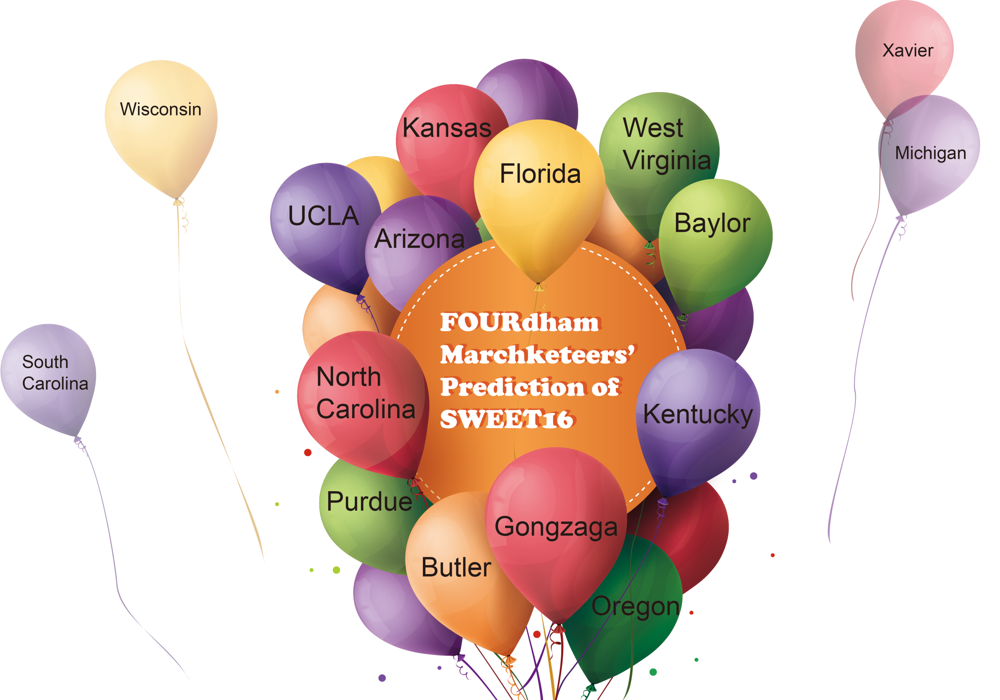 Xavier
Wisconsin
Michigan
Kansas
West
Virginia
Florida
UCLA
Baylor
Arizona
FOURdham
Marchketeers’
Prediction of
SWEET16
South
Carolina
North
Carolina
Kentucky
Purdue
Gongzaga
Butler
Oregon